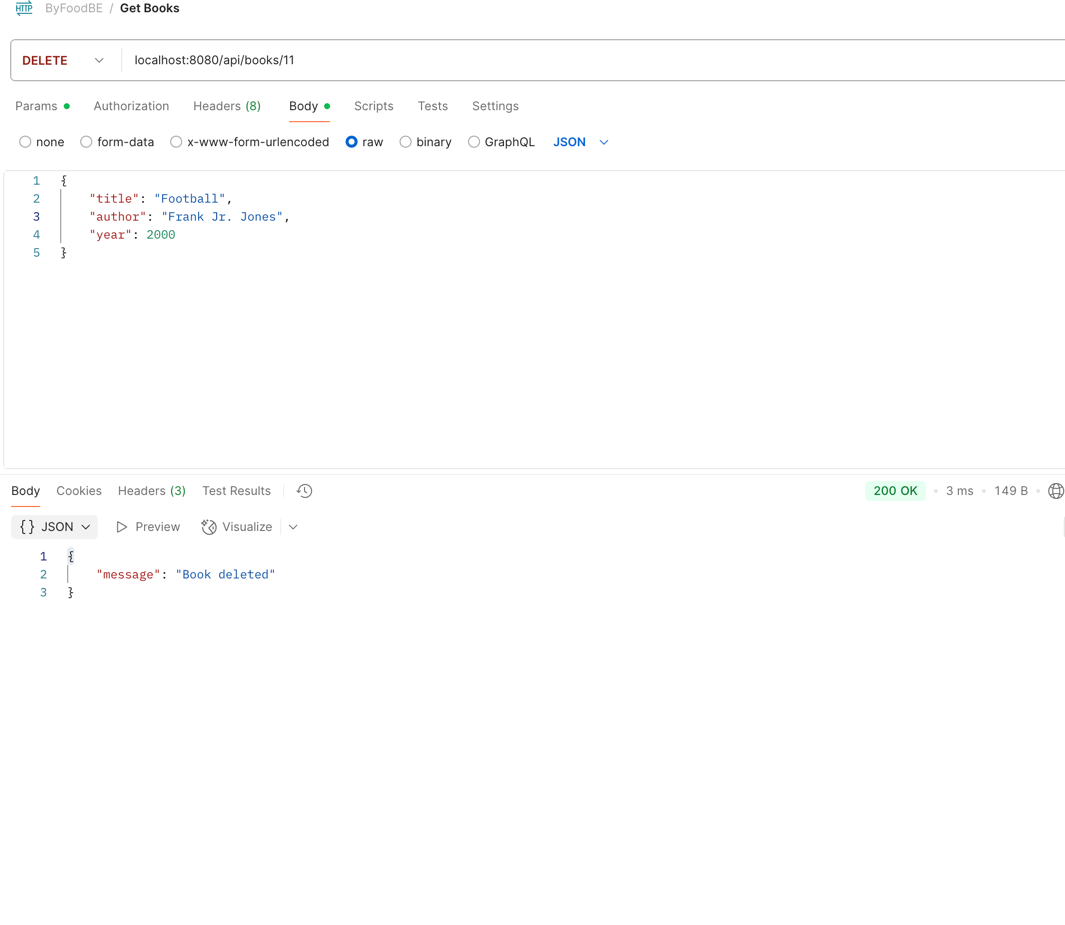 HTTP ByFoodBE / Get Books
DELETE localhost:8080/api/books/11
Params Authorization Headers (8) Body Scripts Tests Settings
none form-data x-www-form-urlencoded raw binary GraphQL JSON
1 {
2 "title": "Football",
3 "author": "Frank Jr. Jones",
4 "year": 2000
5 }
Body Cookies Headers (3) Test Results 200 OK 3 ms 149 B
{} JSON Preview Visualize
1 {
2 "message": "Book deleted"
3 }